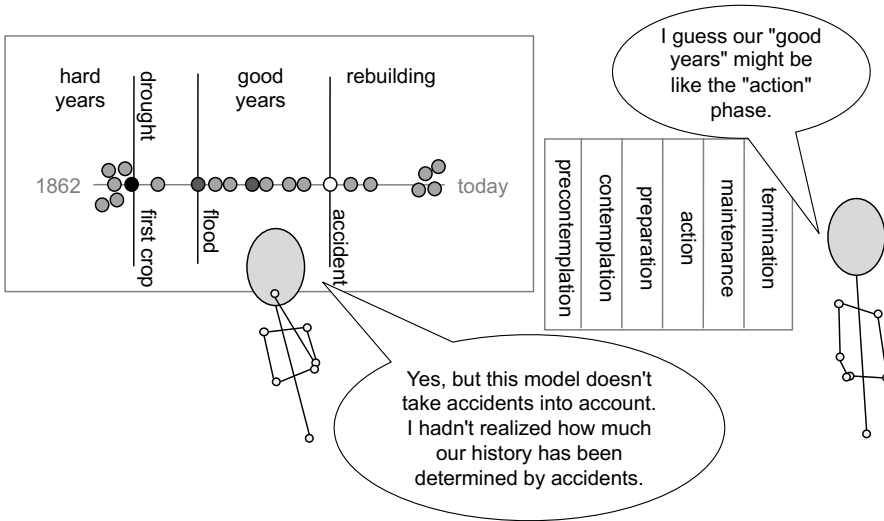 hard
years
drought
good
years
rebuilding
1862
today
first crop
flood
accident
I guess our "good
years" might be
like the "action"
phase.
precontemplation
contemplation
preparation
action
maintenance
termination
Yes, but this model doesn't
take accidents into account.
I hadn't realized how much
our history has been
determined by accidents.